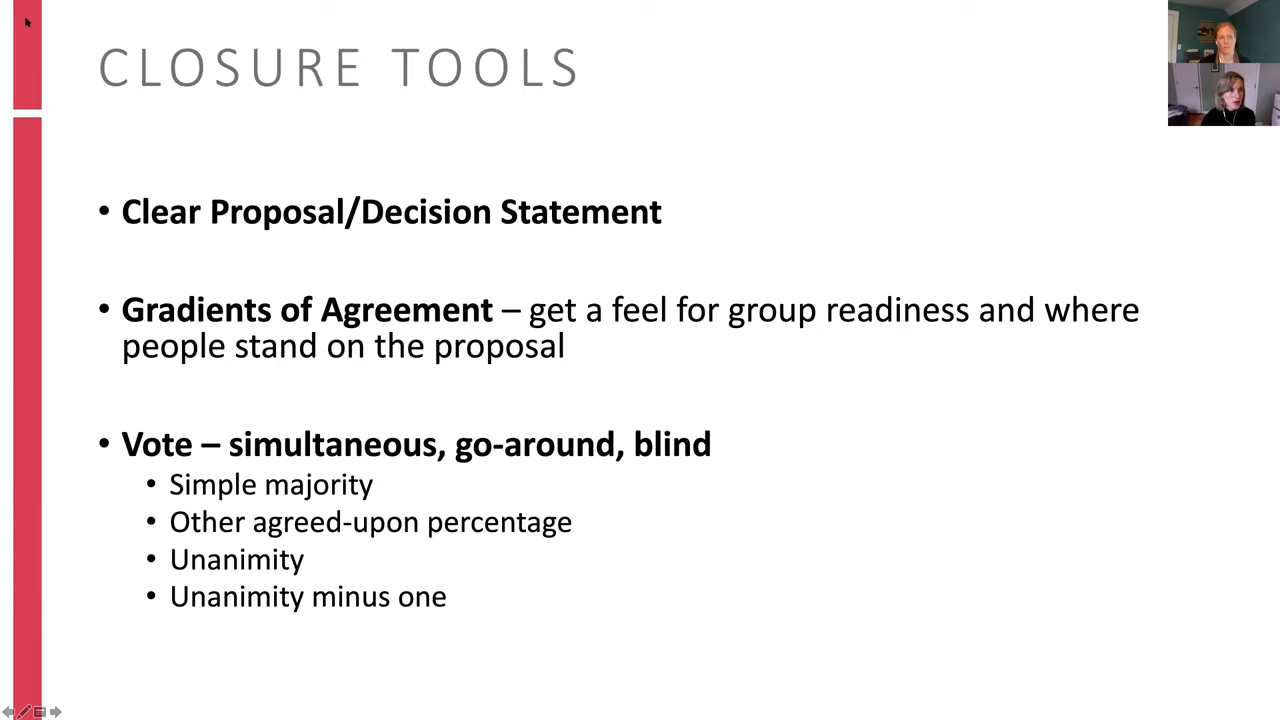 CLOSURE TOOLS
• Clear Proposal/Decision Statement
• Gradients of Agreement – get a feel for group readiness and where
people stand on the proposal
• Vote – simultaneous, go-around, blind
• Simple majority
• Other agreed-upon percentage
• Unanimity
• Unanimity minus one